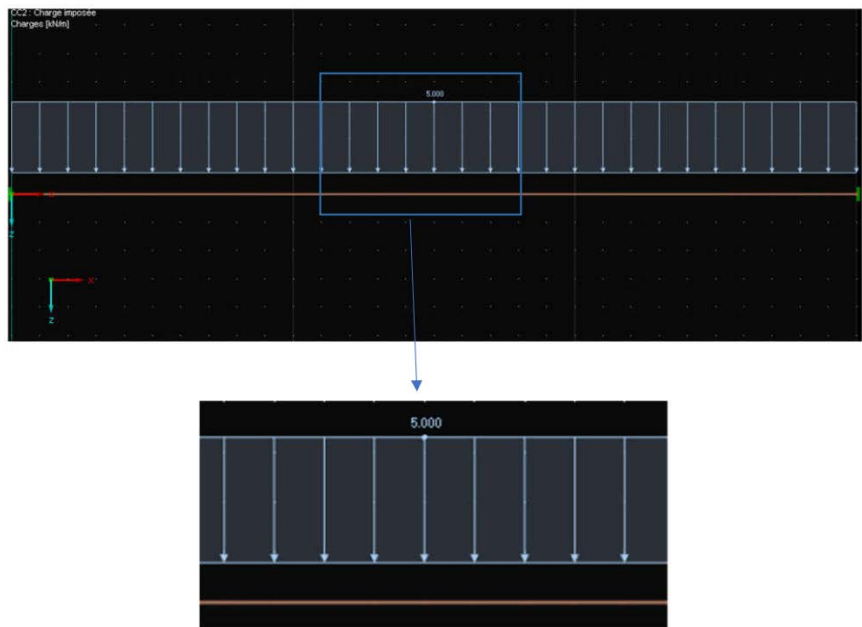 CC2 : Charge imposée
Charges [kN/m]
5.000
Z
X
Z
5.000